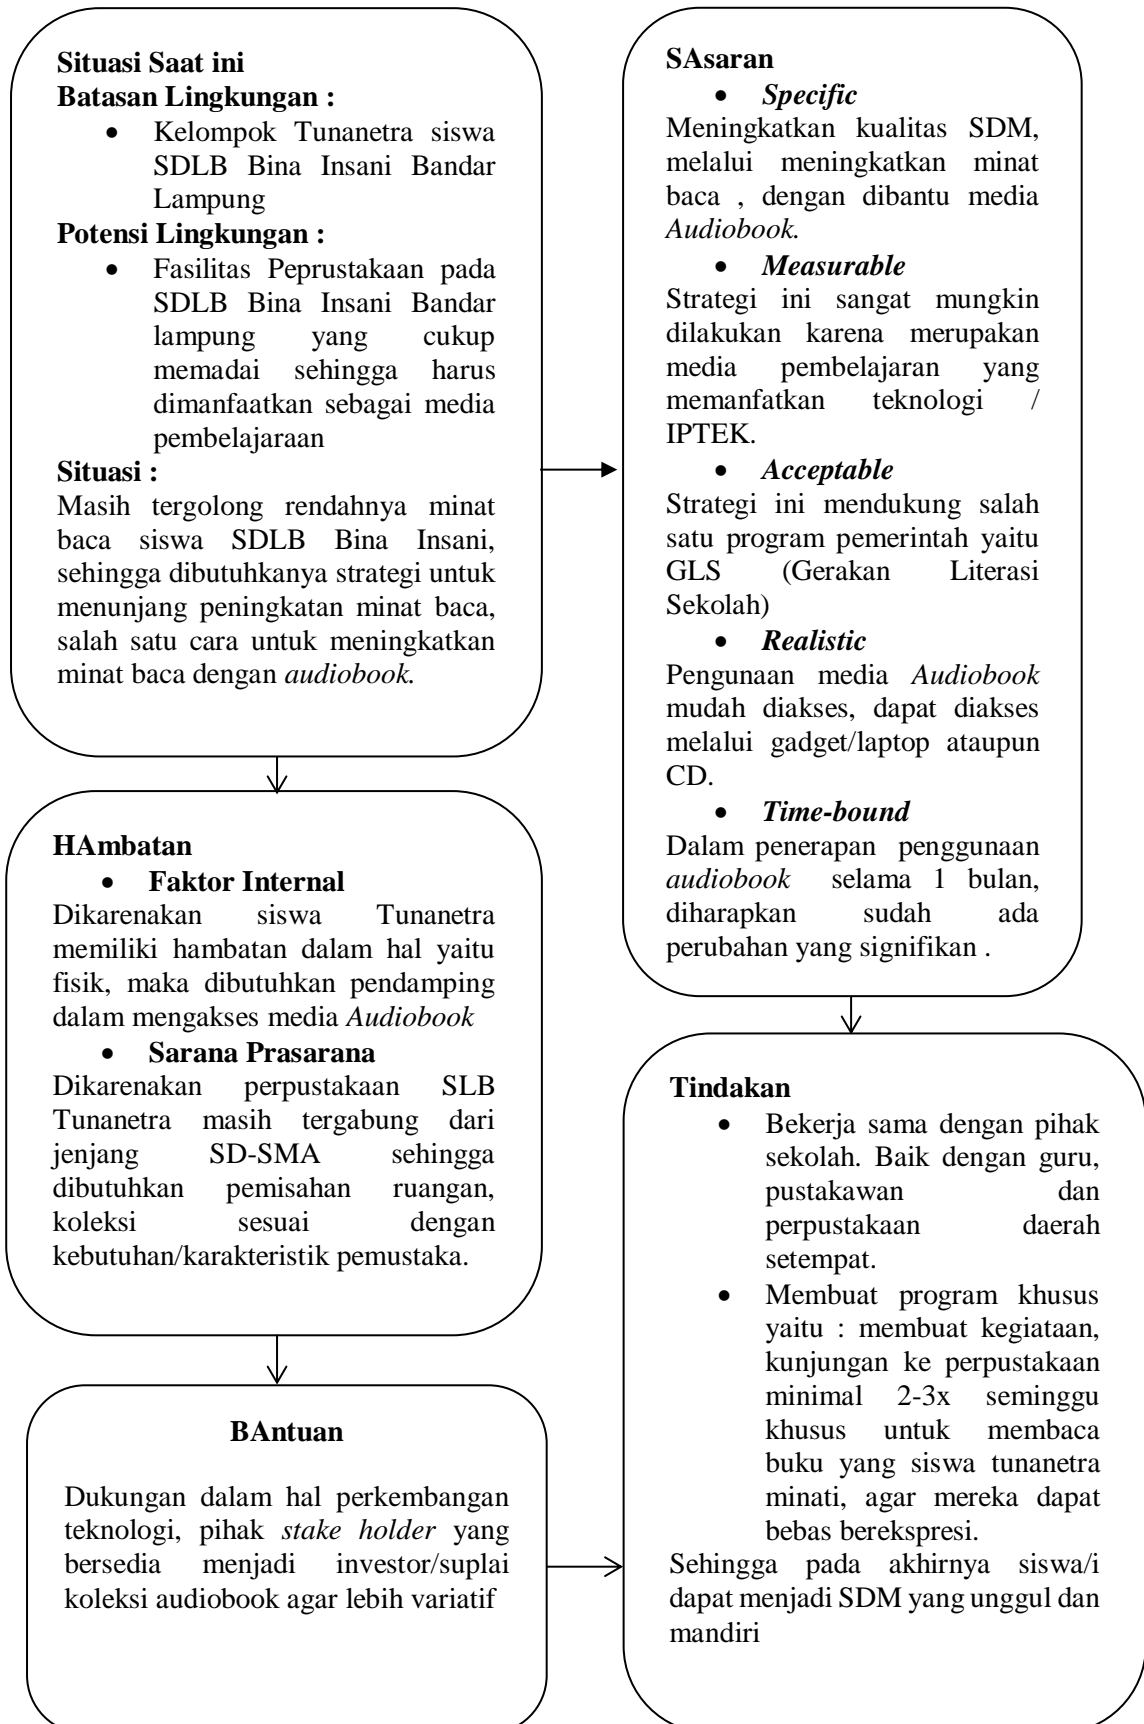 Situasi Saat ini
Batasan Lingkungan :
• Kelompok Tunanetra siswa
SDLB Bina Insani Bandar
Lampung
Potensi Lingkungan :
• Fasilitas Peprustakaan pada
SDLB Bina Insani Bandar
lampung yang cukup
memadai sehingga harus
dimanfaatkan sebagai media
pembelajaraan
Situasi :
Masih tergolong rendahnya minat
baca siswa SDLB Bina Insani,
sehingga dibutuhkanya strategi untuk
menunjang peningkatan minat baca,
salah satu cara untuk meningkatkan
minat baca dengan audiobook.
SAsaran
• Specific
Meningkatkan kualitas SDM,
melalui meningkatkan minat
baca , dengan dibantu media
Audiobook.
• Measurable
Strategi ini sangat mungkin
dilakukan karena merupakan
media pembelajaran yang
memanfatkan teknologi /
IPTEK.
• Acceptable
Strategi ini mendukung salah
satu program pemerintah yaitu
GLS (Gerakan Literasi
Sekolah)
• Realistic
Pengunaan media Audiobook
mudah diakses, dapat diakses
melalui gadget/laptop ataupun
CD.
• Time-bound
Dalam penerapan penggunaan
audiobook selama 1 bulan,
diharapkan sudah ada
perubahan yang signifikan .
HAmbatan
• Faktor Internal
Dikarenakan siswa Tunanetra
memiliki hambatan dalam hal yaitu
fisik, maka dibutuhkan pendamping
dalam mengakses media Audiobook
• Sarana Prasarana
Dikarenakan perpustakaan SLB
Tunanetra masih tergabung dari
jenjang SD-SMA sehingga
dibutuhkan pemisahan ruangan,
koleksi sesuai dengan
kebutuhan/karakteristik pemustaka.
BAntuan
Dukungan dalam hal perkembangan
teknologi, pihak stake holder yang
bersedia menjadi investor/suplai
koleksi audiobook agar lebih variatif
Tindakan
• Bekerja sama dengan pihak
sekolah. Baik dengan guru,
pustakawan dan
perpustakaan daerah
setempat.
• Membuat program khusus
yaitu : membuat kegiataan,
kunjungan ke perpustakaan
minimal 2-3x seminggu
khusus untuk membaca
buku yang siswa tunanetra
minati, agar mereka dapat
bebas berekspresi.
Sehingga pada akhirnya siswa/i
dapat menjadi SDM yang unggul dan
mandiri